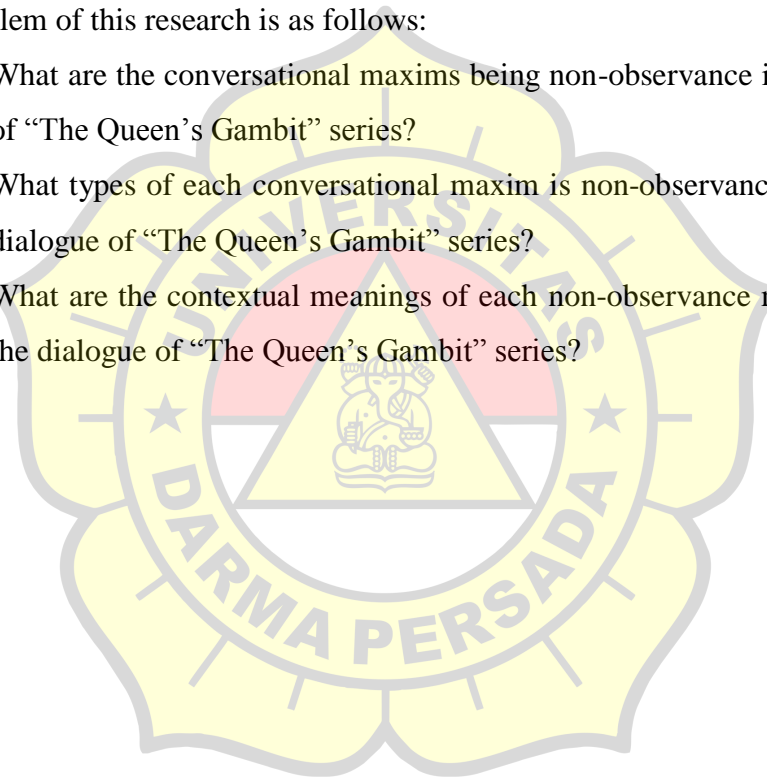 lem of this research is as follows:
What are the conversational maxims being non-observance i
of “The Queen’s Gambit” series?
What types of each conversational maxim is non-observanc
dialogue of “The Queen’s Gambit” series?
What are the contextual meanings of each non-observance
he dialogue of “The Queen’s Gambit” series?
UNIVERSITAS
DARMA PERSADA